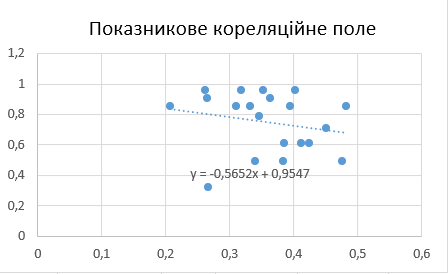 Показникове кореляційне поле
1,2
1
0,8
0,6
0,4
0,2
0
y = -0,5652x + 0,9547
0 0,1 0,2 0,3 0,4 0,5 0,6